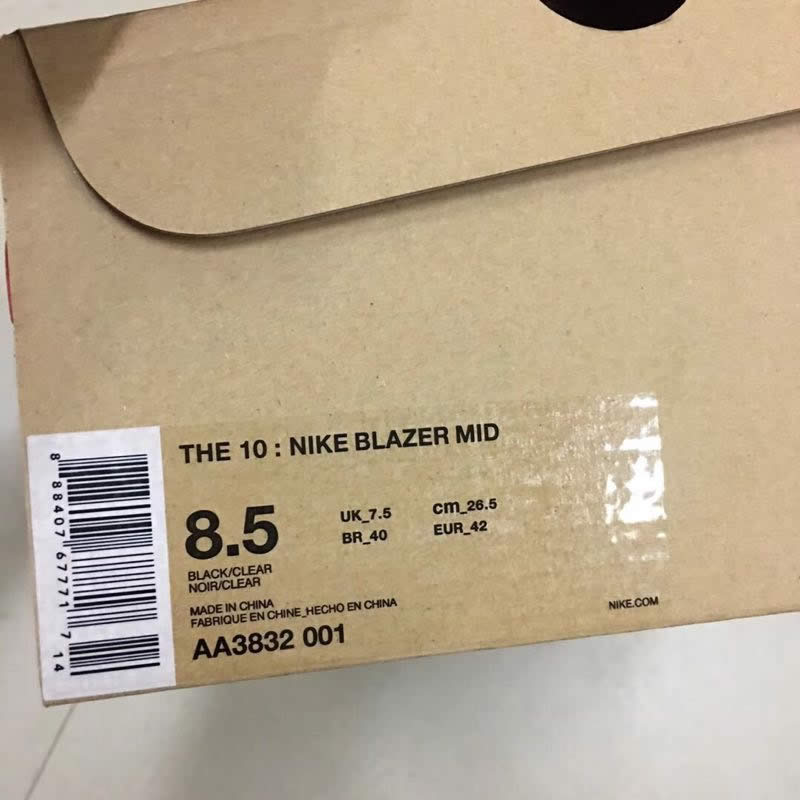 THE 10 : NIKE BLAZER MID
8.5
UK_7.5 cm_26.5
BR_40 EUR_42
BLACK/CLEAR
NOIR/CLEAR
MADE IN CHINA
FABRIQUE EN CHINE_HECHO EN CHINA
AA3832 001
NIKE.COM
8 88407 67771 7 14